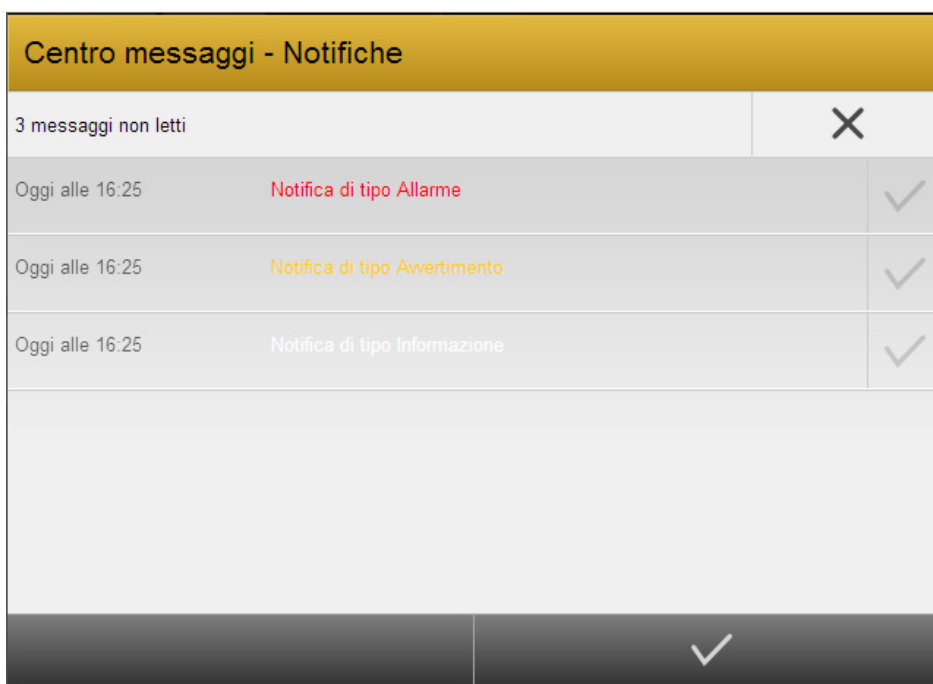 Centro messaggi - Notifiche
3 messaggi non letti
Oggi alle 16:25 Notifica di tipo Allarme
Oggi alle 16:25 Notifica di tipo Avvertimento
Oggi alle 16:25 Notifica di tipo Informazione